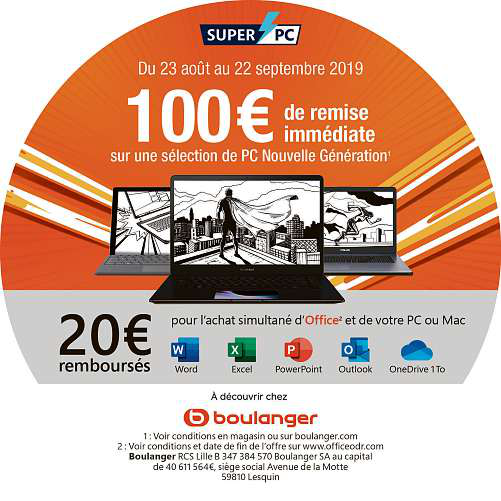 SUPER PC
Du 23 août au 22 septembre 2019
100€ de remise immédiate
sur une sélection de PC Nouvelle Génération¹
20€ remboursés
pour l'achat simultané d'Office² et de votre PC ou Mac
Word Excel PowerPoint Outlook OneDrive 1To
À découvrir chez
boulanger
1 : Voir conditions en magasin ou sur boulanger.com
2 : Voir conditions et date de fin de l'offre sur www.officeodr.com
Boulanger RCS Lille B 347 384 570 Boulanger SA au capital
de 40 611 564€, siège social Avenue de la Motte
59810 Lesquin